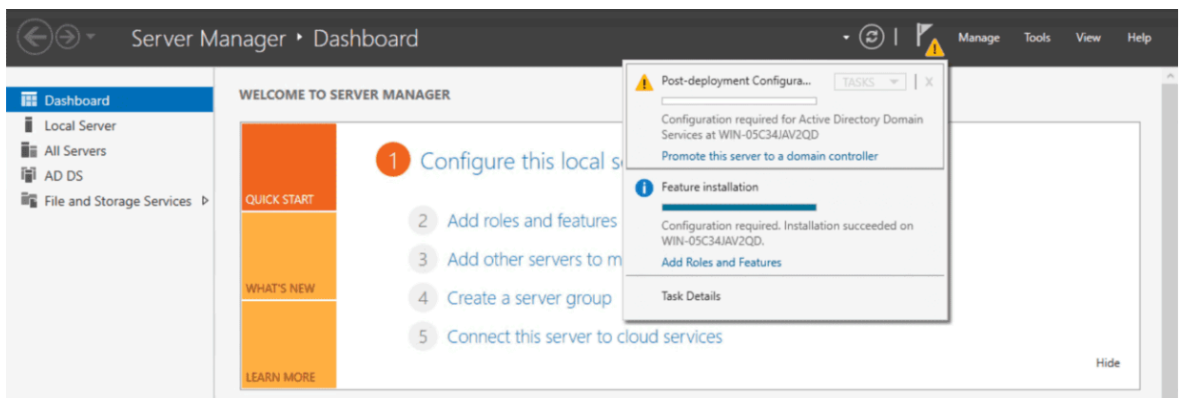 Server Manager ‣ Dashboard
Manage Tools View Help
Dashboard
Local Server
All Servers
AD DS
File and Storage Services
WELCOME TO SERVER MANAGER
QUICK START
WHAT'S NEW
LEARN MORE
1 Configure this local s
2 Add roles and features
3 Add other servers to m
4 Create a server group
5 Connect this server to cloud services
Hide
Post-deployment Configura... TASKS X
Configuration required for Active Directory Domain
Services at WIN-05C34JAV2QD
Promote this server to a domain controller
Feature installation
Configuration required. Installation succeeded on
WIN-05C34JAV2QD.
Add Roles and Features
Task Details